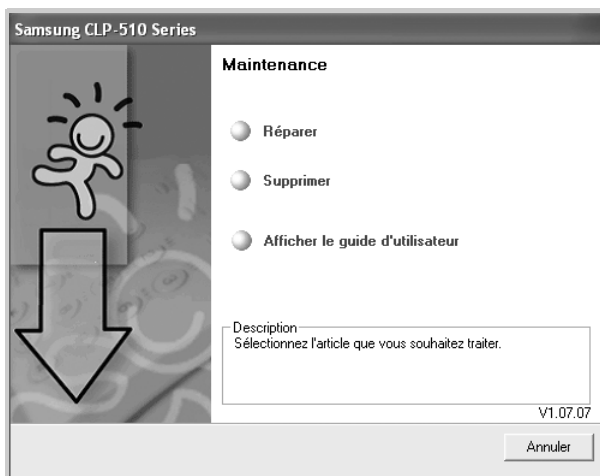 Samsung CLP-510 Series
Maintenance
Réparer
Supprimer
Afficher le guide d'utilisateur
Description
Sélectionnez l'article que vous souhaitez traiter.
V1.07.07
Annuler